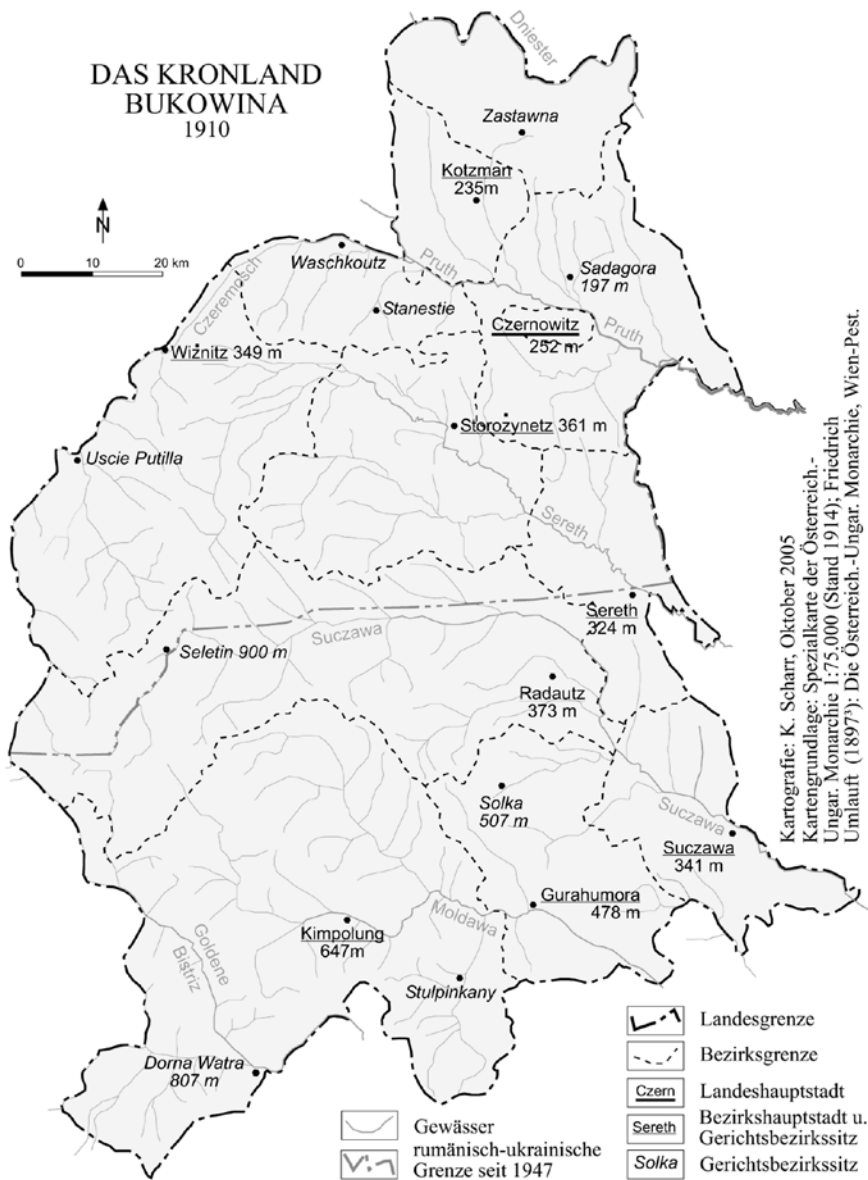 DAS KRONLAND
BUKOWINA
1910
N
0 10 20 km
Dniester
Zastawna
Kotzman
235m
Waschkoutz
Pruth
Sadagora
197 m
Czeremosch
Stanestie
Czernowitz
252 m
Pruth
Wiżnitz 349 m
Storozynetz 361 m
Uscie Putilla
Sereth
Sereth
324 m
Suczawa
Seletin 900 m
Radautz
373 m
Solka
507 m
Suczawa
Suczawa
341 m
Gurahumora
478 m
Moldawa
Kimpolung
647m
Goldene
Bistriz
Stulpinkany
Dorna Watra
807 m
Kartografie: K. Scharr, Oktober 2005
Kartengrundlage: Spezialkarte der Österreich.-
Ungar. Monarchie 1:75,000 (Stand 1914); Friedrich
Umlauft (1897³): Die Österreich.-Ungar. Monarchie, Wien-Pest.
Gewässer
rumänisch-ukrainische
Grenze seit 1947
Landesgrenze
Bezirksgrenze
Czern Landeshauptstadt
Sereth Bezirkshauptstadt u.
Gerichtsbezirkssitz
Solka Gerichtsbezirkssitz